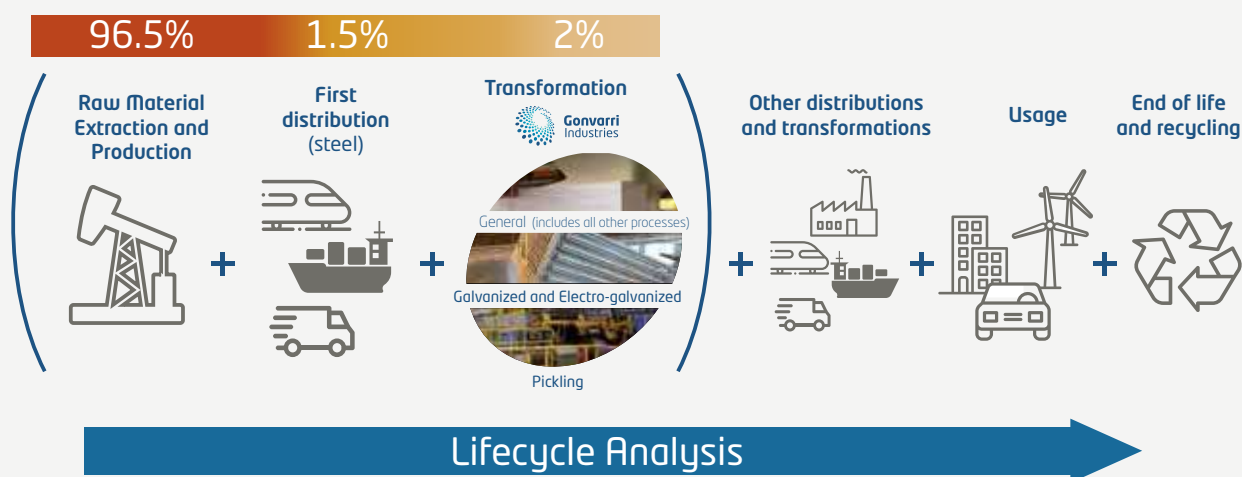 96.5%
1.5%
2%
Raw Material
Extraction and
Production
First
distribution
(steel)
Transformation
Gonvarri
Industries
General (includes all other processes)
Galvanized and Electro-galvanized
Pickling
Other distributions
and transformations
Usage
End of life
and recycling
Lifecycle Analysis